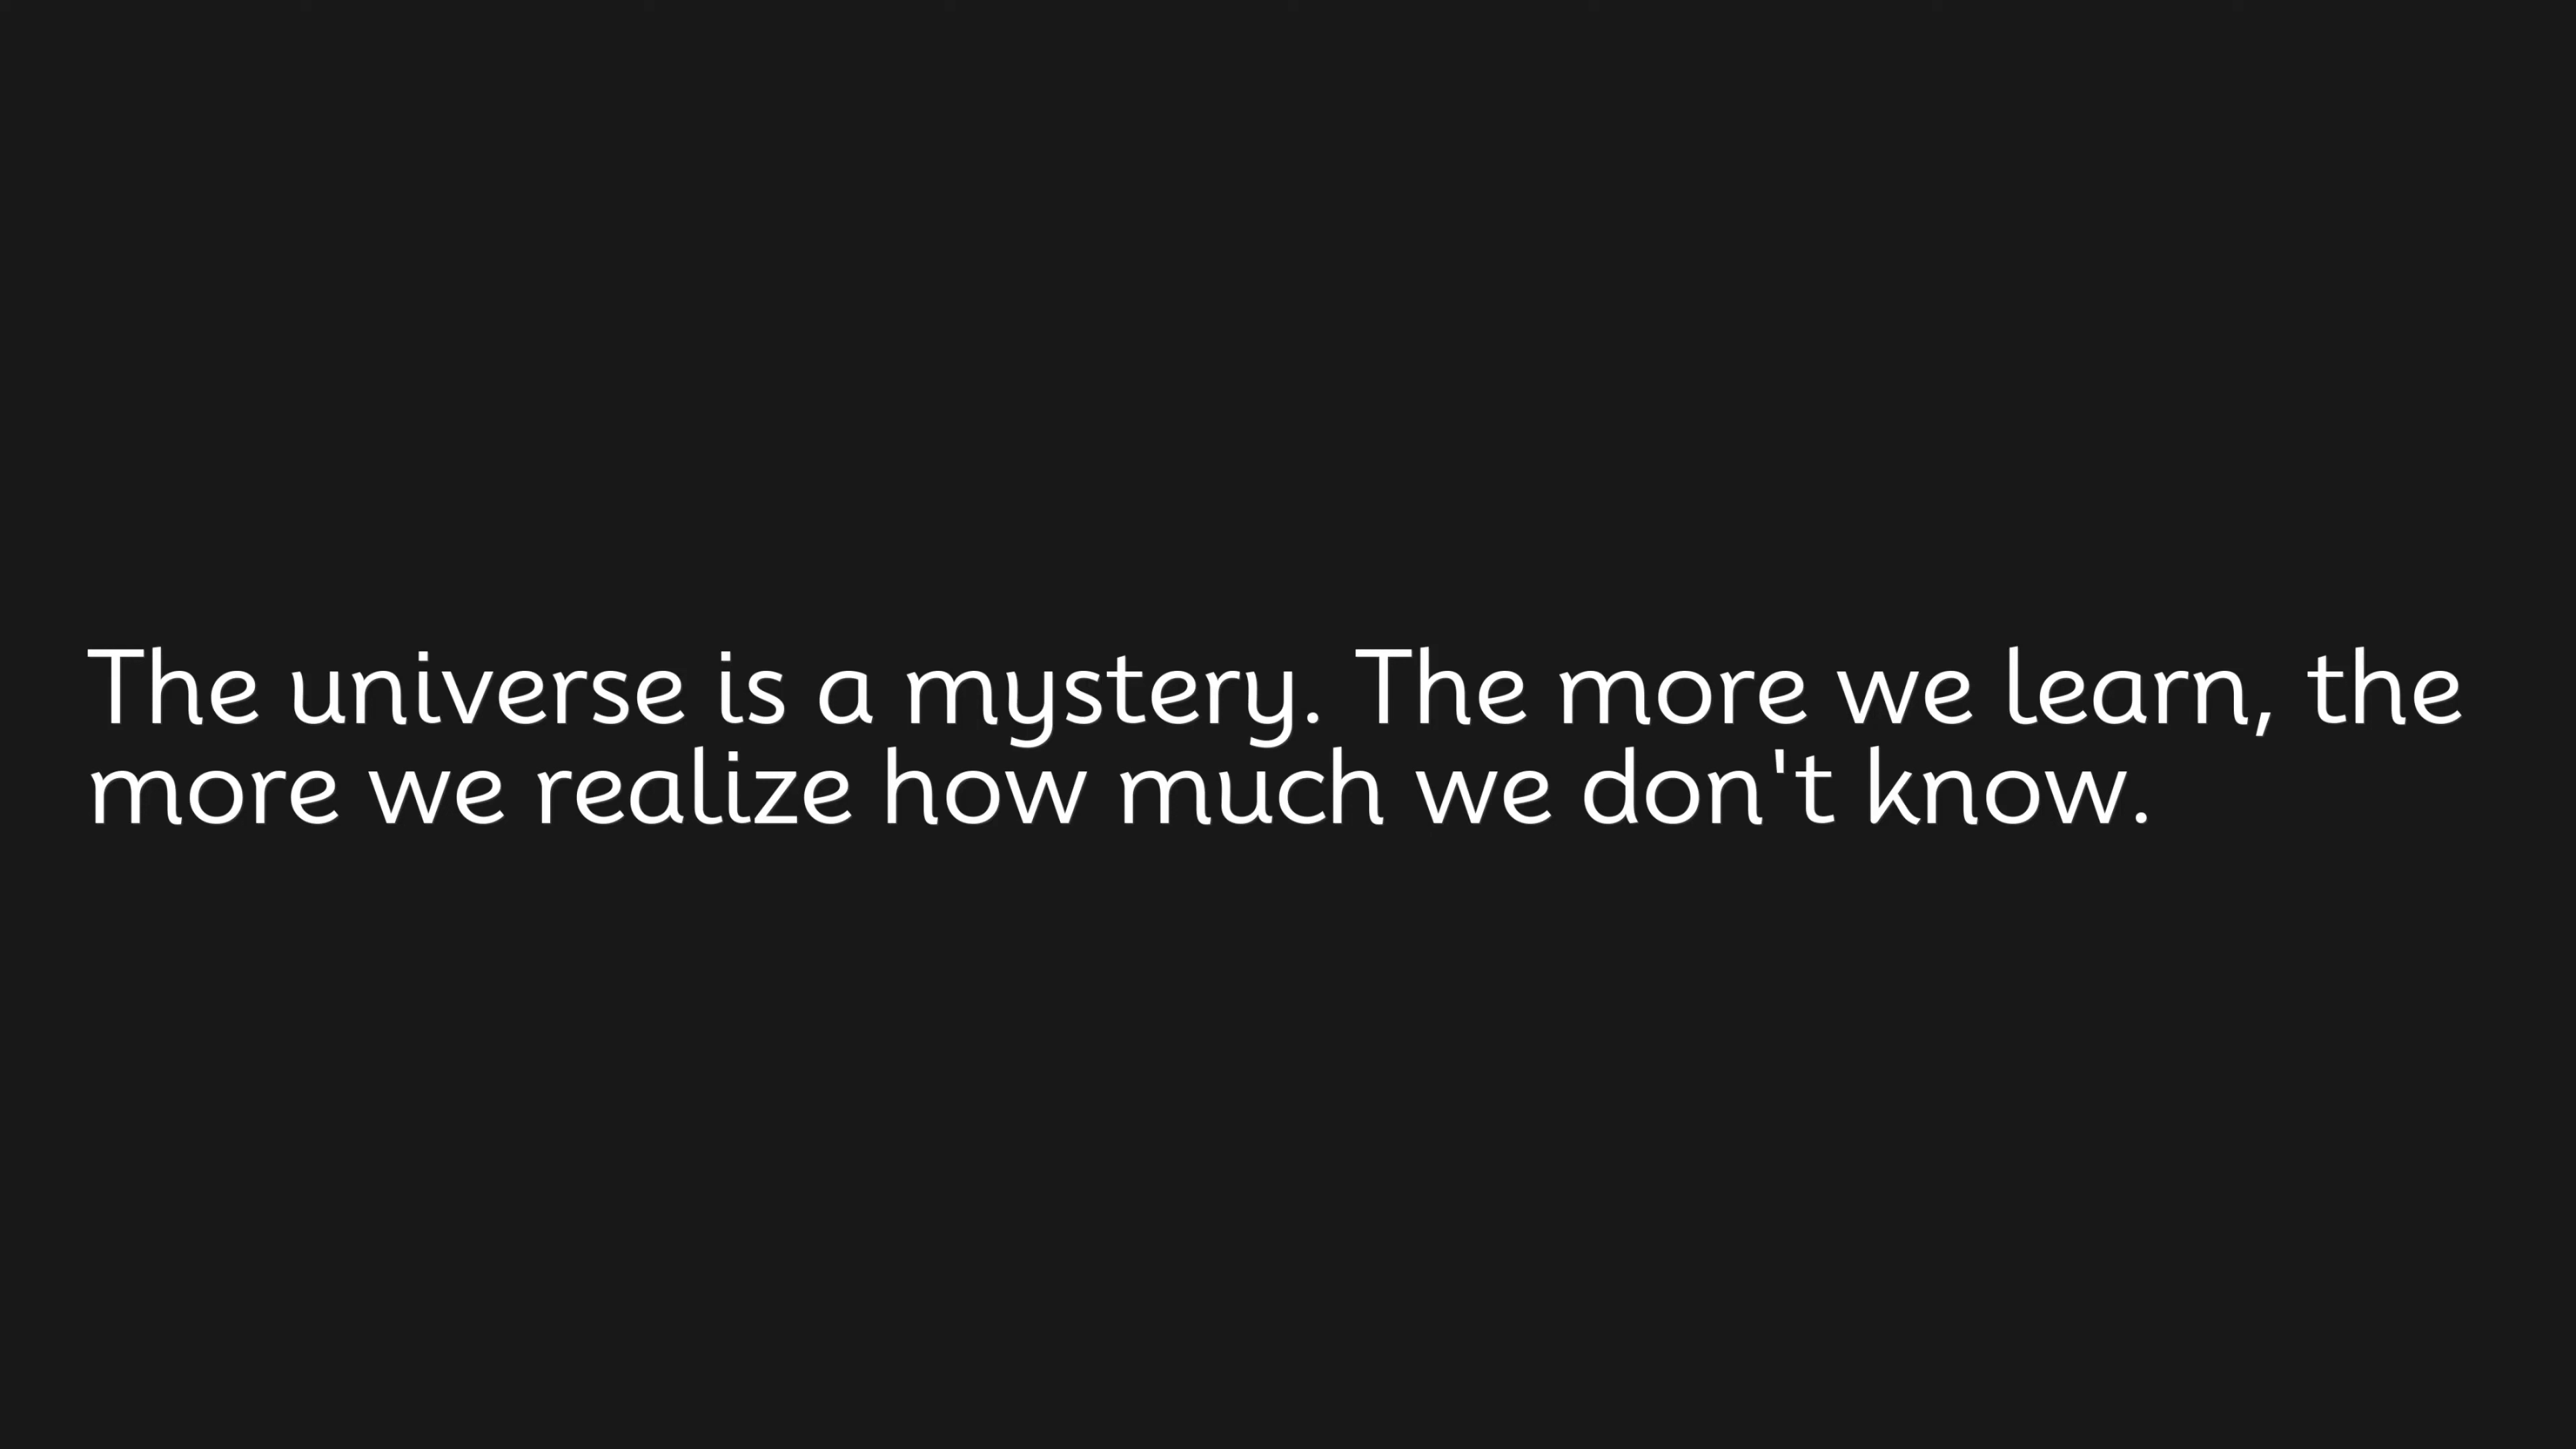 The universe is a mystery. The more we learn, the
more we realize how much we don't know.